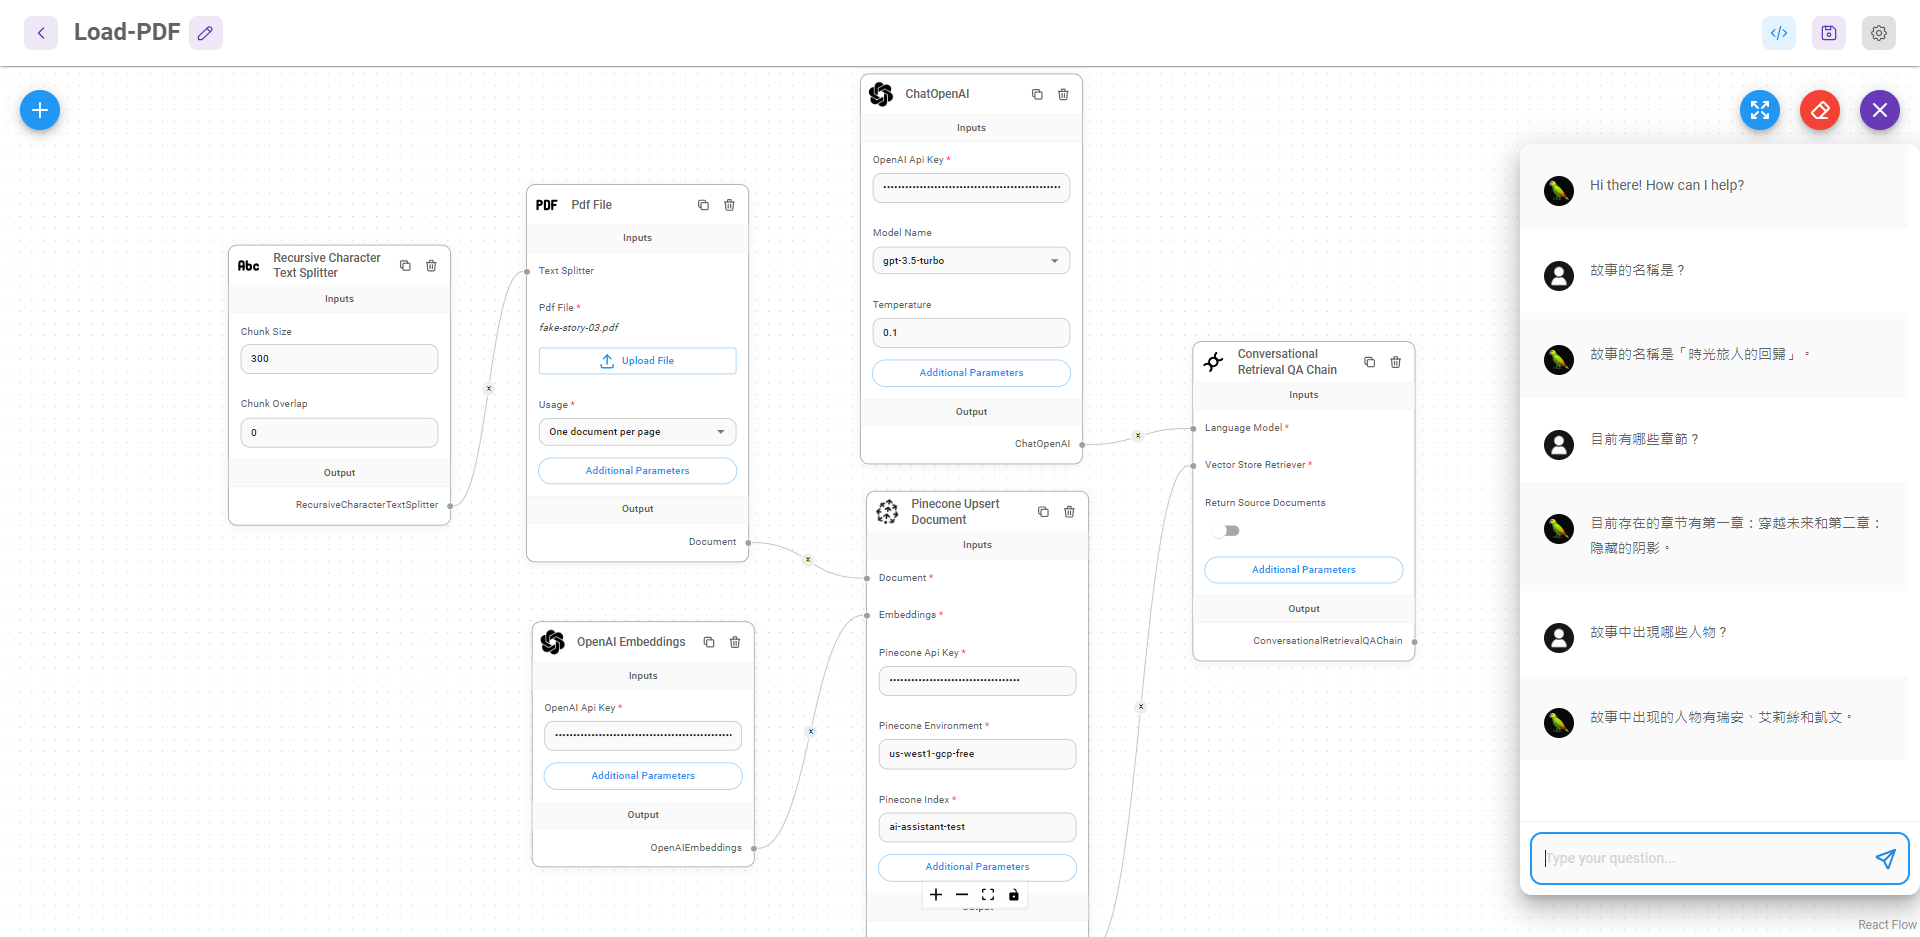 Load-PDF
Abc
Recursive Character
Text Splitter
Inputs
Chunk Size
300
Chunk Overlap
0
Output
RecursiveCharacterTextSplitter
PDF
Pdf File
Inputs
Text Splitter
Pdf File *
fake-story-03.pdf
Upload File
Usage *
One document per page
Additional Parameters
Output
Document
OpenAI Embeddings
Inputs
OpenAI Api Key *
Additional Parameters
Output
OpenAIEmbeddings
ChatOpenAI
Inputs
OpenAI Api Key *
Model Name
gpt-3.5-turbo
Temperature
0.1
Additional Parameters
Output
ChatOpenAI
Pinecone Upsert
Document
Inputs
Document *
Embeddings *
Pinecone Api Key *
Pinecone Environment *
us-west1-gcp-free
Pinecone Index *
ai-assistant-test
Additional Parameters
Output
Conversational
Retrieval QA Chain
Inputs
Language Model *
Vector Store Retriever *
Return Source Documents
Additional Parameters
Output
ConversationalRetrievalQAChain
Hi there! How can I help?
故事的名稱是？
故事的名稱是「時光旅人的回歸」。
目前有哪些章節？
目前存在的章节有第一章：穿越未来和第二章：
隐藏的阴影。
故事中出現哪些人物？
故事中出现的人物有瑞安、艾莉絲和凱文。
Type your question...
React Flow